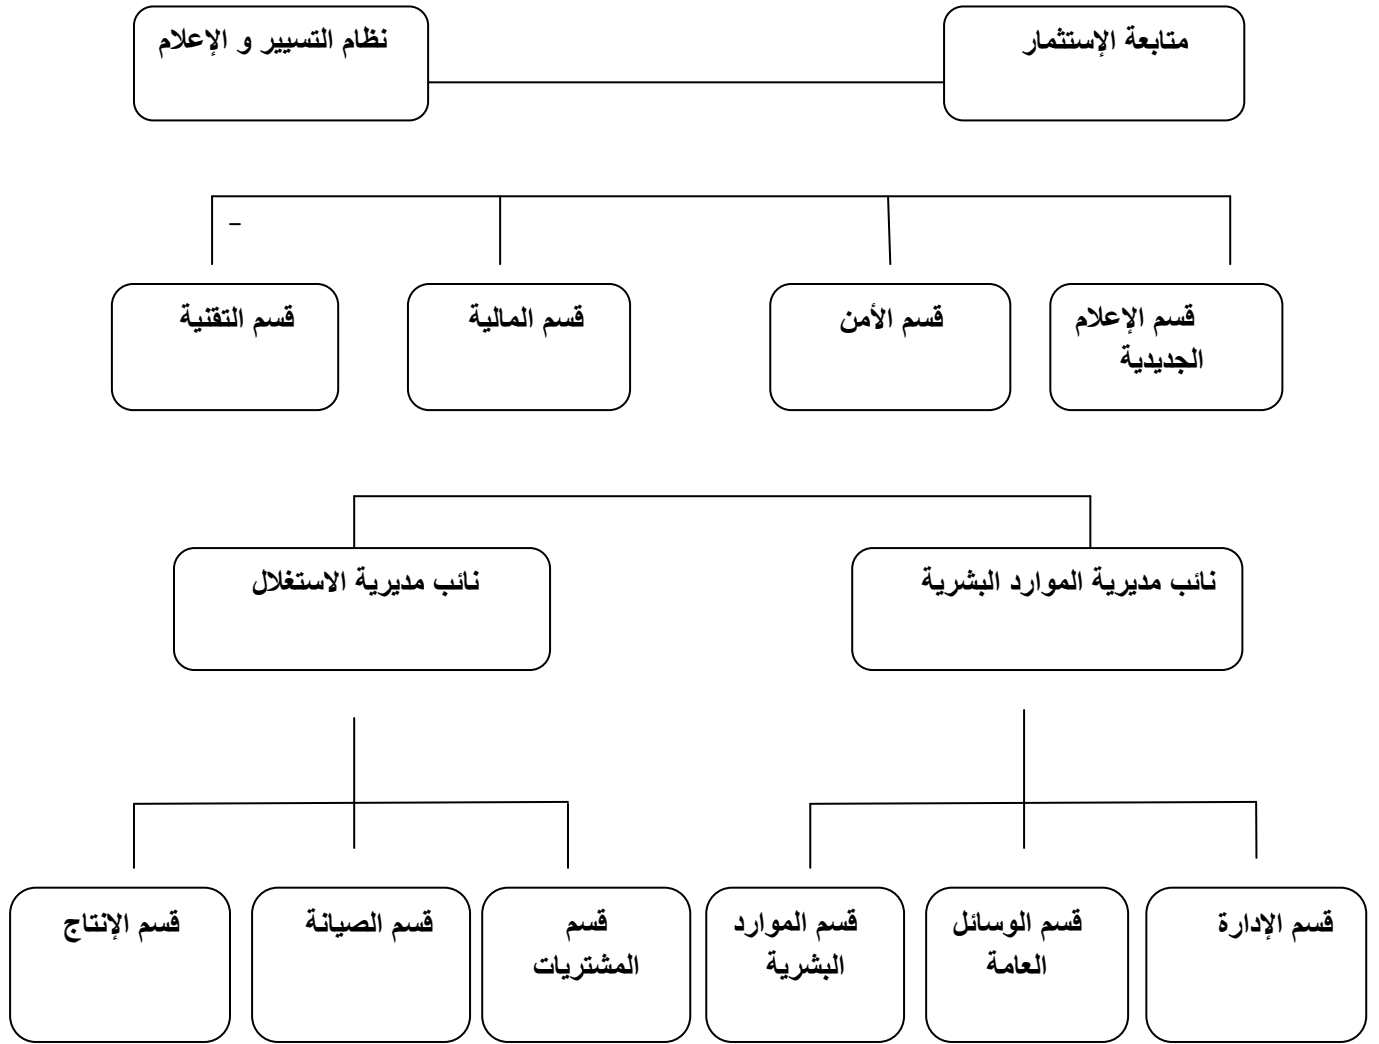 متابعة الإستثمار
نظام التسيير و الإعلام
قسم الإعلام
الجديدية
قسم الأمن
قسم المالية
قسم التقنية
نائب مديرية الموارد البشرية
نائب مديرية الاستغلال
قسم الإدارة
قسم الوسائل
العامة
قسم الموارد
البشرية
قسم
المشتريات
قسم الصيانة
قسم الإنتاج